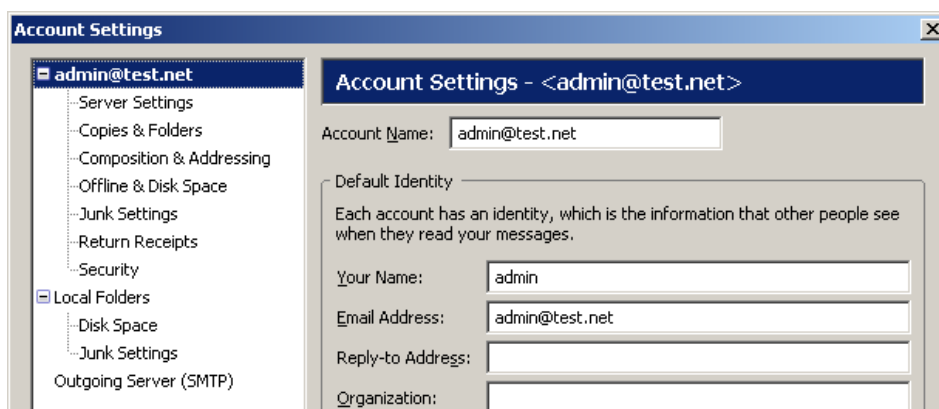 Account Settings
admin@test.net
Server Settings
Copies & Folders
Composition & Addressing
Offline & Disk Space
Junk Settings
Return Receipts
Security
Local Folders
Disk Space
Junk Settings
Outgoing Server (SMTP)
Account Settings - <admin@test.net>
Account Name: admin@test.net
Default Identity
Each account has an identity, which is the information that other people see
when they read your messages.
Your Name: admin
Email Address: admin@test.net
Reply-to Address:
Organization: